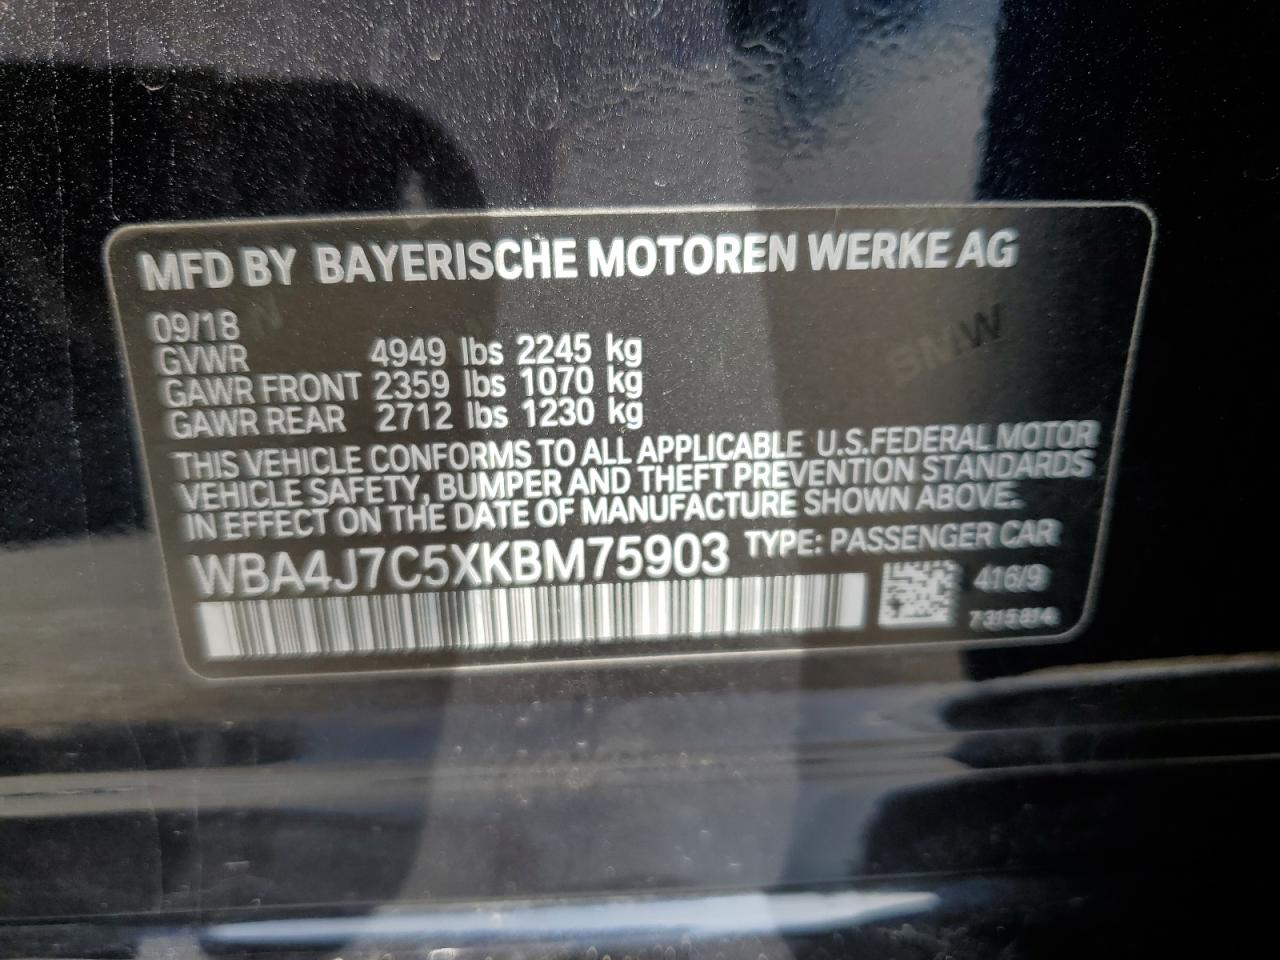 MFD BY BAYERISCHE MOTOREN WERKE AG
09/18
GVWR 4949 lbs 2245 kg
GAWR FRONT 2359 lbs 1070 kg
GAWR REAR 2712 lbs 1230 kg
THIS VEHICLE CONFORMS TO ALL APPLICABLE U.S.FEDERAL MOTOR
VEHICLE SAFETY, BUMPER AND THEFT PREVENTION STANDARDS
IN EFFECT ON THE DATE OF MANUFACTURE SHOWN ABOVE.
WBA4J7C5XKBM75903 TYPE: PASSENGER CAR
416/9
7315814
BMW